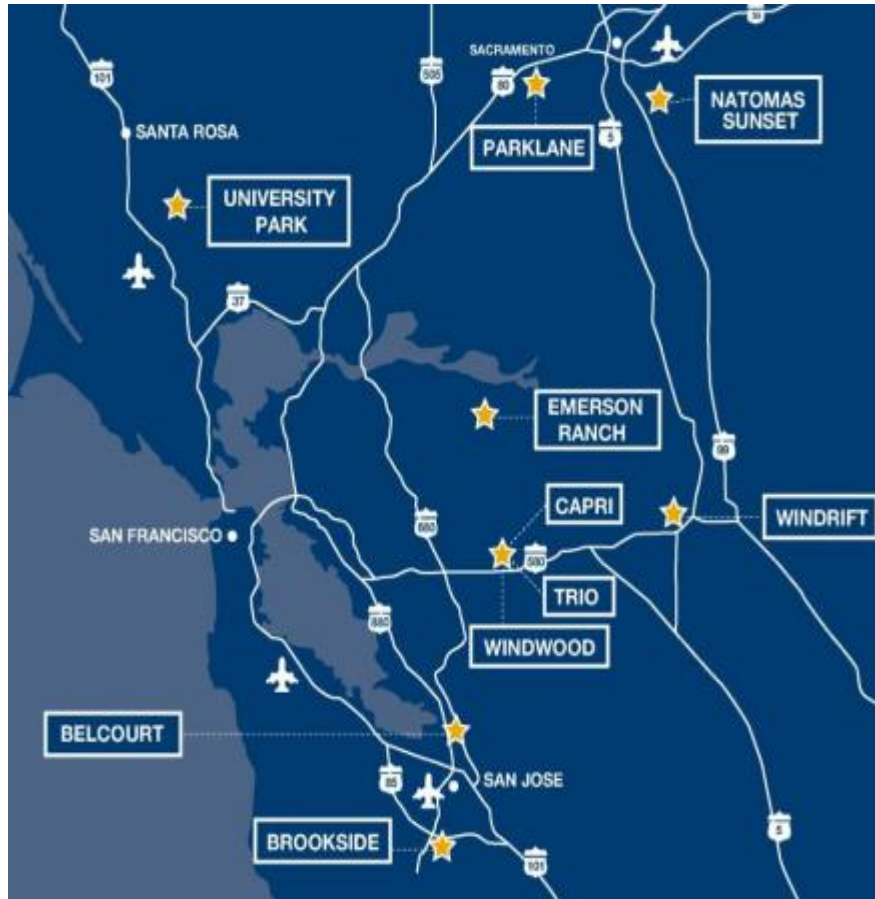 50
SACRAMENTO
101
505
80
NATOMAS
SUNSET
PARKLANE
5
SANTA ROSA
UNIVERSITY
PARK
37
EMERSON
RANCH
99
CAPRI
WINDRIFT
680
SAN FRANCISCO
580
TRIO
880
WINDWOOD
BELCOURT
85
SAN JOSE
BROOKSIDE
5
101